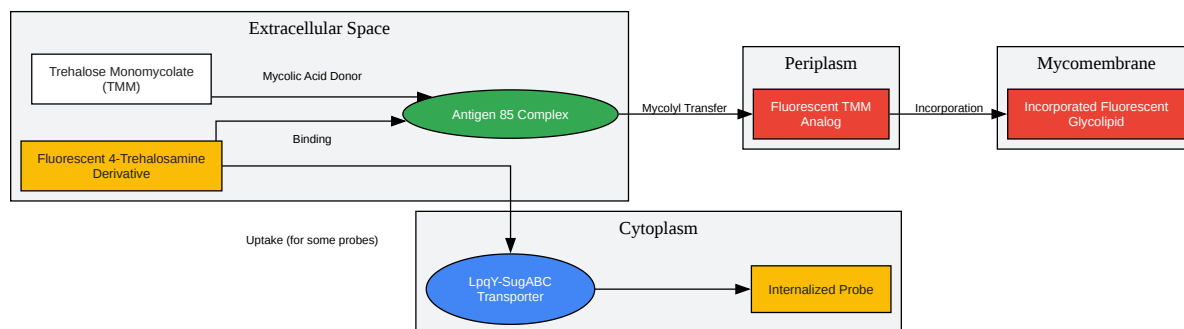 Extracellular Space
Trehalose Monomycolate
(TMM)
Mycolic Acid Donor
Antigen 85 Complex
Binding
Fluorescent 4-Trehalosamine
Derivative
Mycolyl Transfer
Periplasm
Fluorescent TMM
Analog
Incorporation
Mycomembrane
Incorporated Fluorescent
Glycolipid
Uptake (for some probes)
Cytoplasm
LpqY-SugABC
Transporter
Internalized Probe